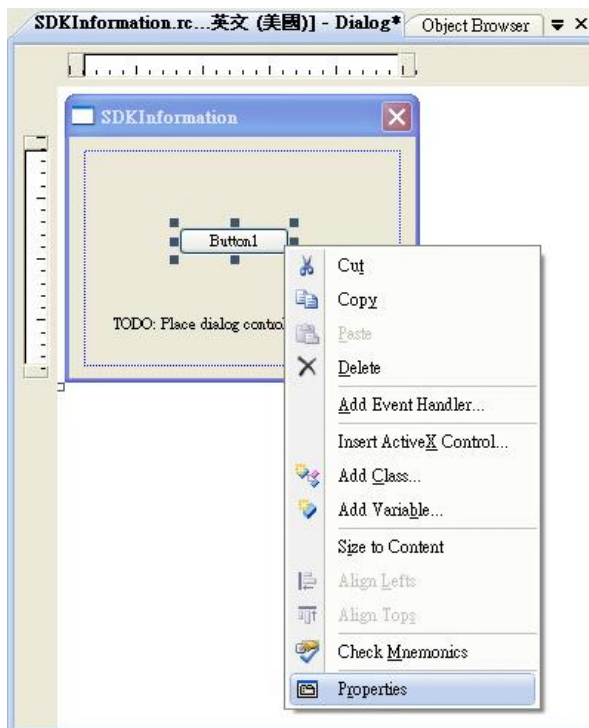 SDKInformation.rc...英文 (美國)] - Dialog*
Object Browser
SDKInformation
Button1
TODO: Place dialog contro
Cut
Copy
Paste
Delete
Add Event Handler...
Insert ActiveX Control...
Add Class...
Add Variable...
Size to Content
Align Lefts
Align Tops
Check Mnemonics
Properties